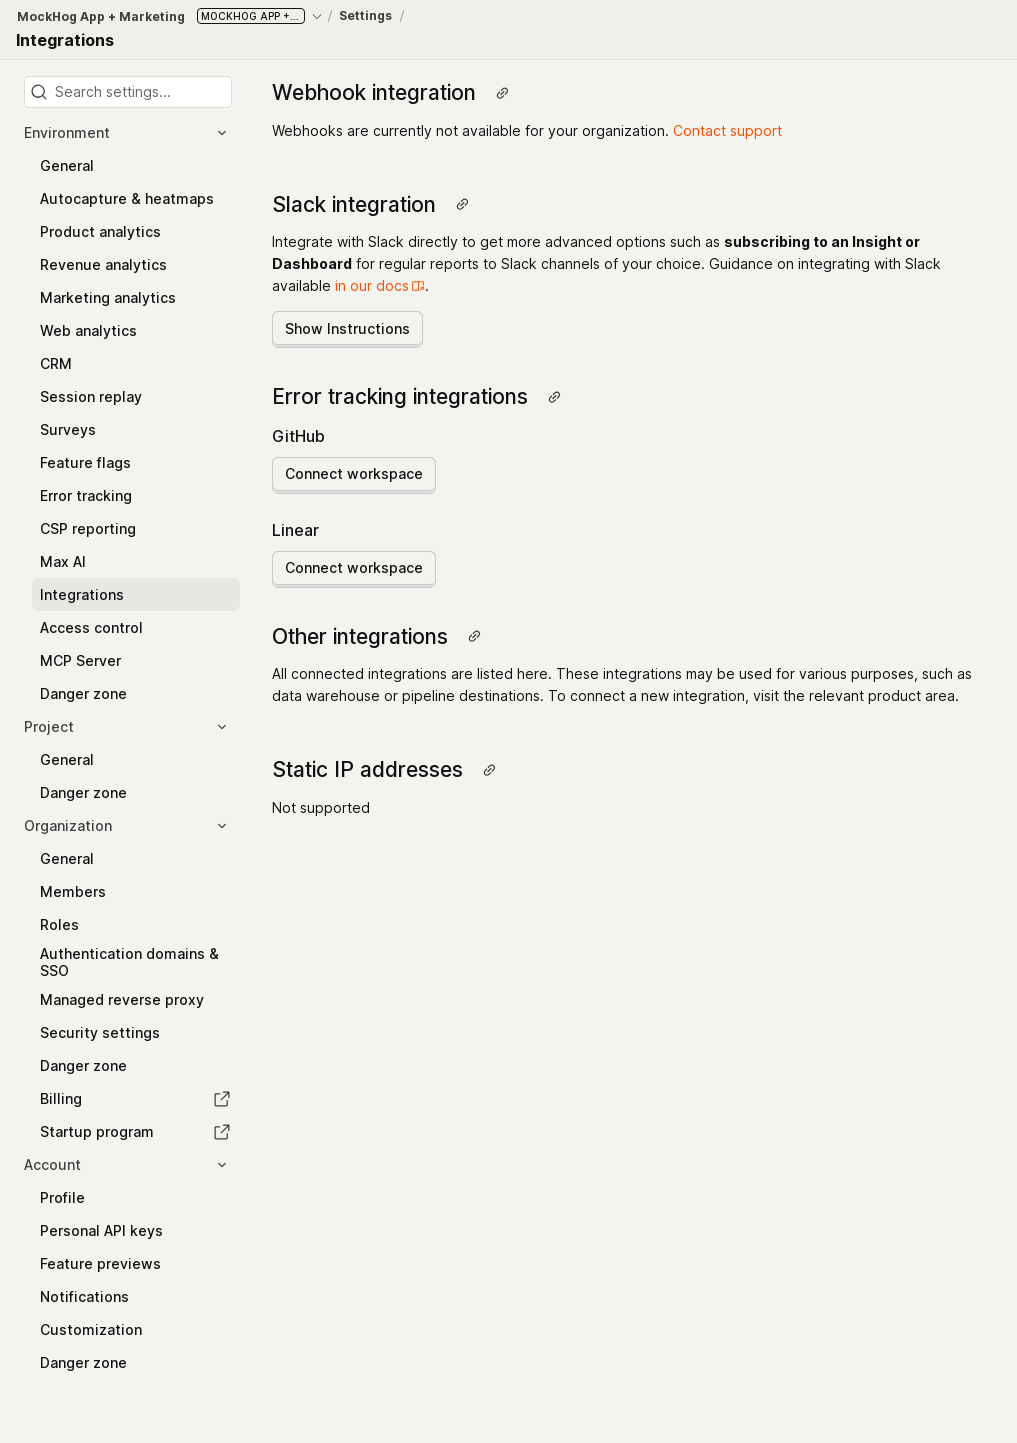 MockHog App + Marketing MOCKHOG APP +... / Settings /
Integrations
Search settings...
Environment
General
Autocapture & heatmaps
Product analytics
Revenue analytics
Marketing analytics
Web analytics
CRM
Session replay
Surveys
Feature flags
Error tracking
CSP reporting
Max AI
Integrations
Access control
MCP Server
Danger zone
Project
General
Danger zone
Organization
General
Members
Roles
Authentication domains &
SSO
Managed reverse proxy
Security settings
Danger zone
Billing
Startup program
Account
Profile
Personal API keys
Feature previews
Notifications
Customization
Danger zone
Webhook integration
Webhooks are currently not available for your organization. Contact support
Slack integration
Integrate with Slack directly to get more advanced options such as subscribing to an Insight or
Dashboard for regular reports to Slack channels of your choice. Guidance on integrating with Slack
available in our docs.
Show Instructions
Error tracking integrations
GitHub
Connect workspace
Linear
Connect workspace
Other integrations
All connected integrations are listed here. These integrations may be used for various purposes, such as
data warehouse or pipeline destinations. To connect a new integration, visit the relevant product area.
Static IP addresses
Not supported